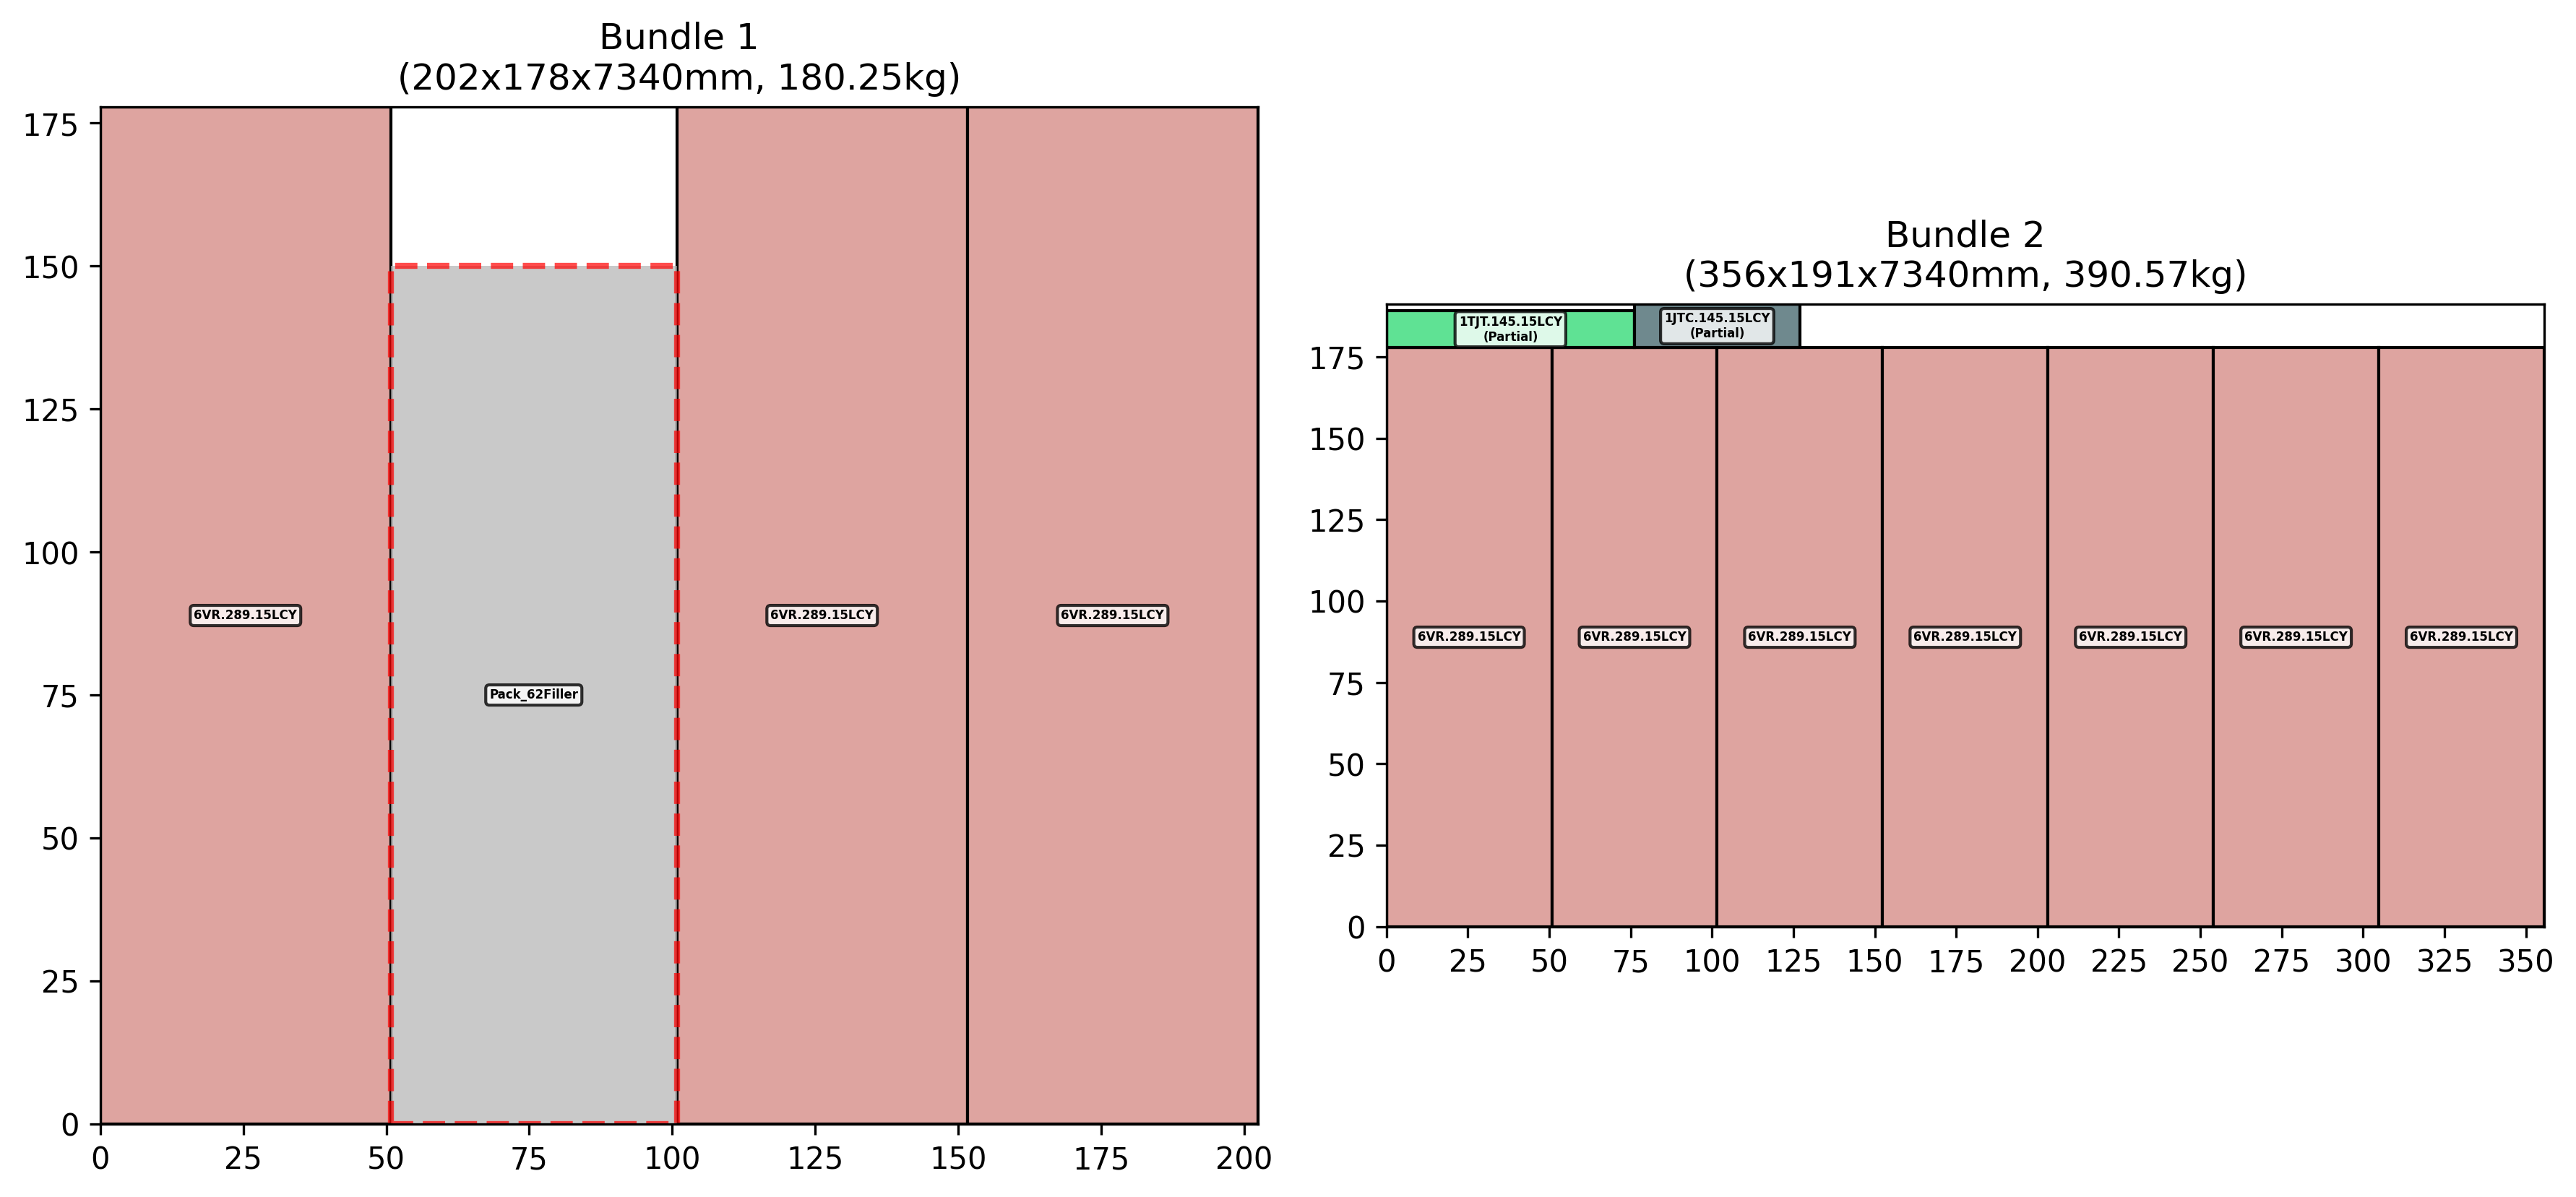 Bundle 1
(202x178x7340mm, 180.25kg)
175
150
125
100
75
50
25
0
6VR.289.15LCY
Pack_62Filler
6VR.289.15LCY
6VR.289.15LCY
0 25 50 75 100 125 150 175 200
Bundle 2
(356x191x7340mm, 390.57kg)
1TJT.145.15LCY
(Partial)
1JTC.145.15LCY
(Partial)
175
150
125
100
75
50
25
0
6VR.289.15LCY
6VR.289.15LCY
6VR.289.15LCY
6VR.289.15LCY
6VR.289.15LCY
6VR.289.15LCY
6VR.289.15LCY
0 25 50 75 100 125 150 175 200 225 250 275 300 325 350